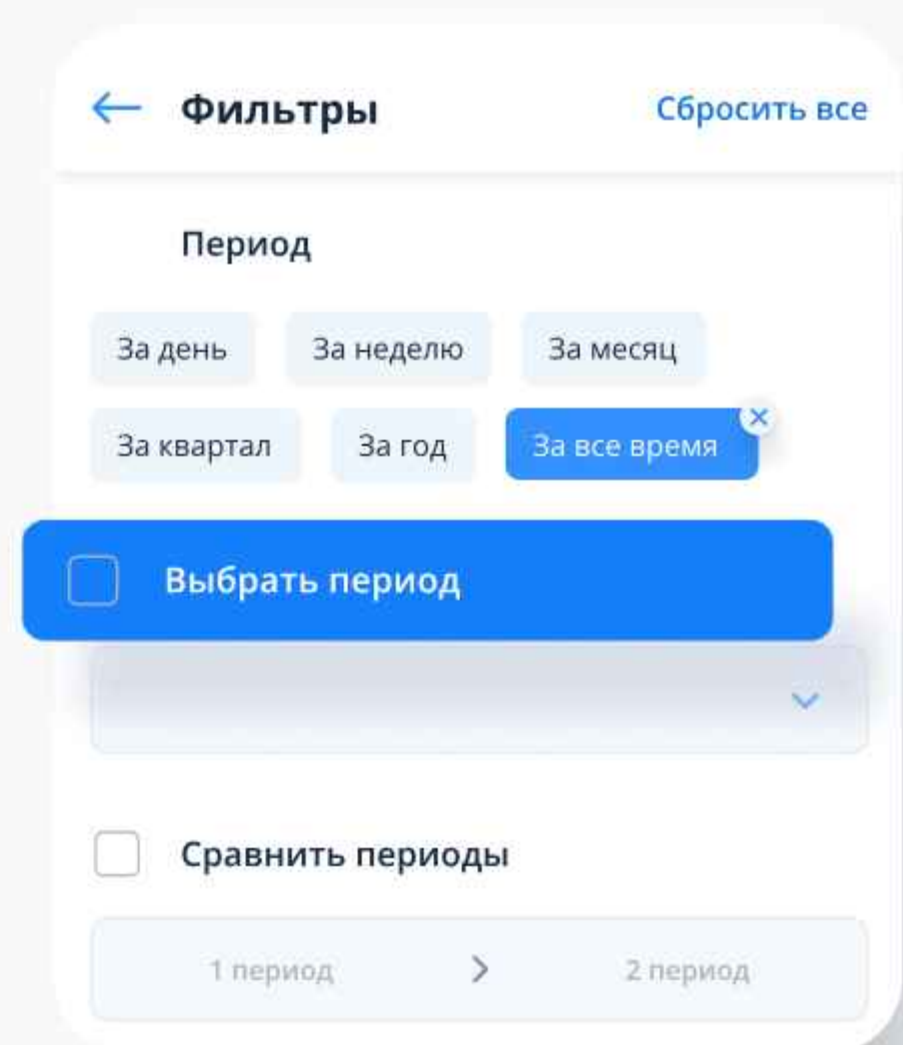 Фильтры Сбросить все
Период
За день За неделю За месяц
За квартал За год За все время
Выбрать период
Сравнить периоды
1 период 2 период